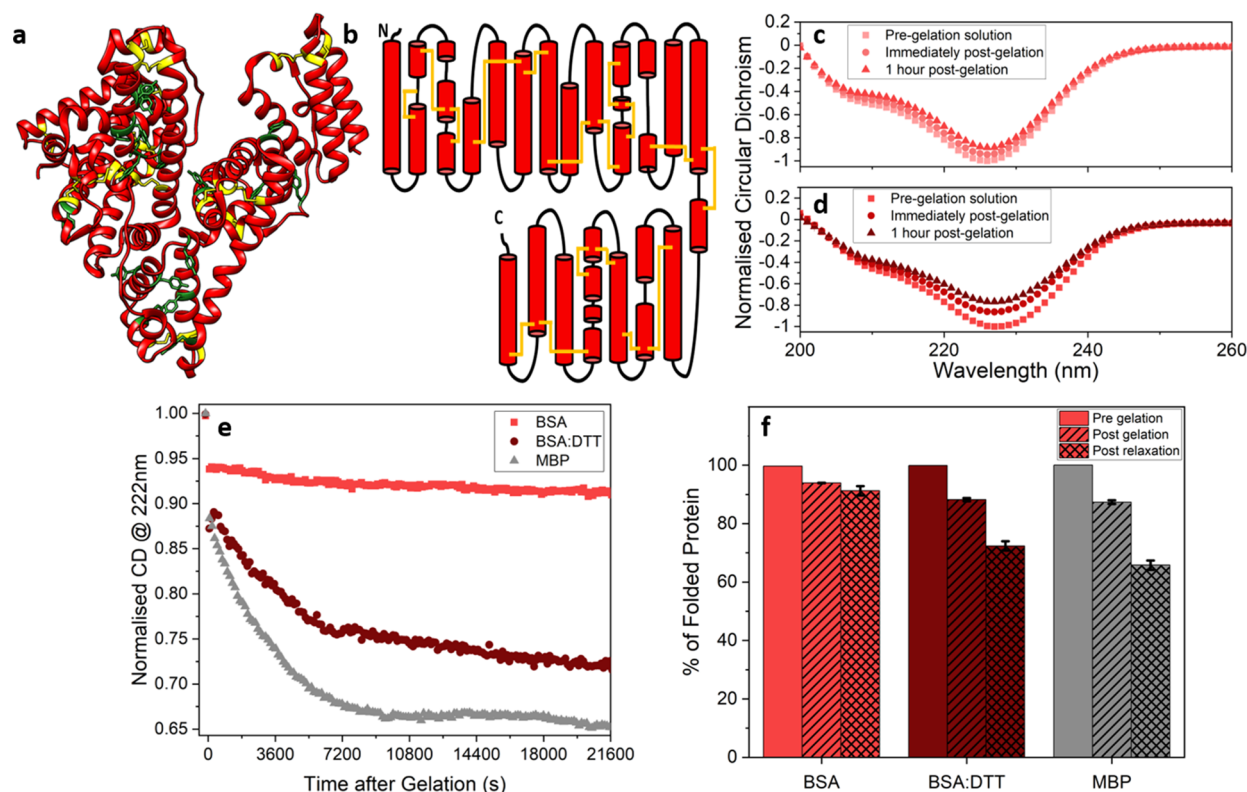 a
b
N
C
c
Pre-gelation solution
Immediately post-gelation
1 hour post-gelation
0
-0.2
-0.4
-0.6
-0.8
-1
d
Pre-gelation solution
Immediately post-gelation
1 hour post-gelation
0.2
0
-0.2
-0.4
-0.6
-0.8
-1
Normalised Circular Dichroism
200
220
240
260
Wavelength (nm)
e
BSA
BSA:DTT
MBP
1.00
0.95
0.90
0.85
0.80
0.75
0.70
0.65
Normalised CD @ 222nm
0
3600
7200
10800
14400
18000
21600
Time after Gelation (s)
f
Pre gelation
Post gelation
Post relaxation
100
80
60
40
20
0
% of Folded Protein
BSA
BSA:DTT
MBP